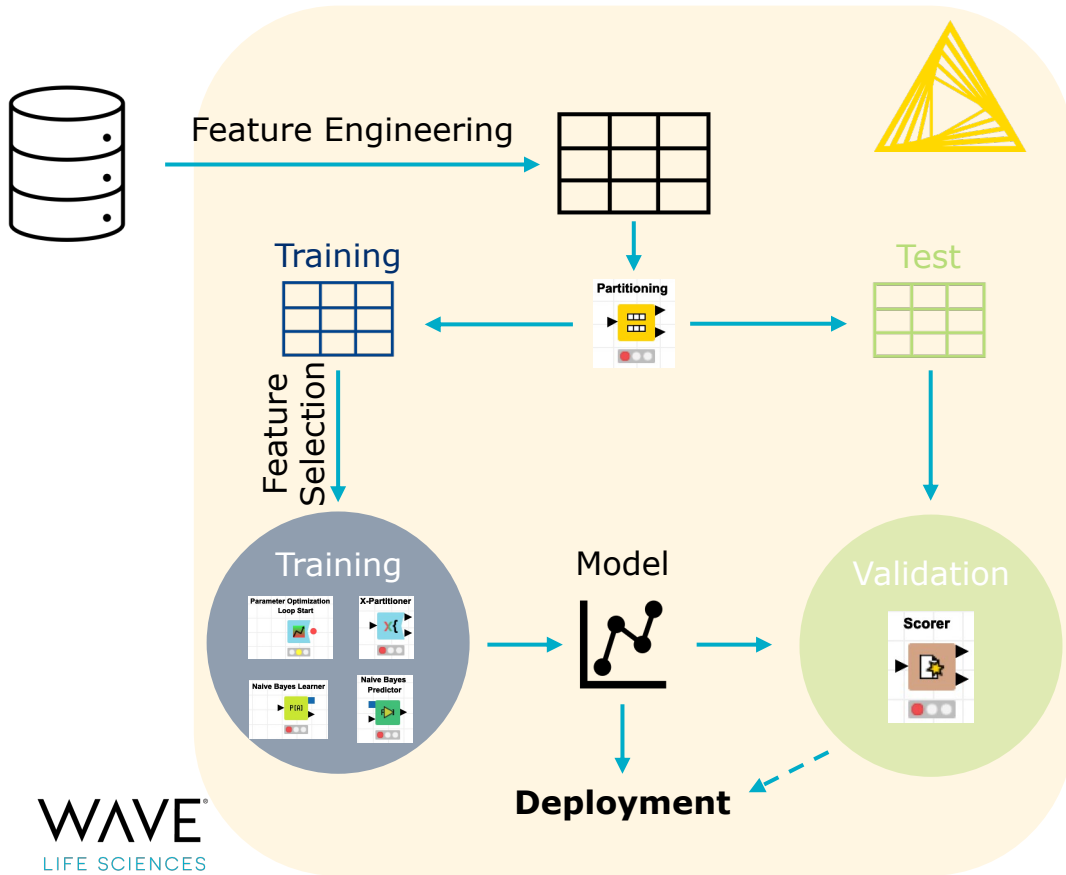 Feature Engineering
Training
Test
Partitioning
Feature
Selection
Training
Model
Validation
Parameter Optimization
Loop Start
X-Partitioner
X{
Scorer
Naive Bayes Learner
P[A]
Naive Bayes
Predictor
Deployment
WAVE®
LIFE SCIENCES